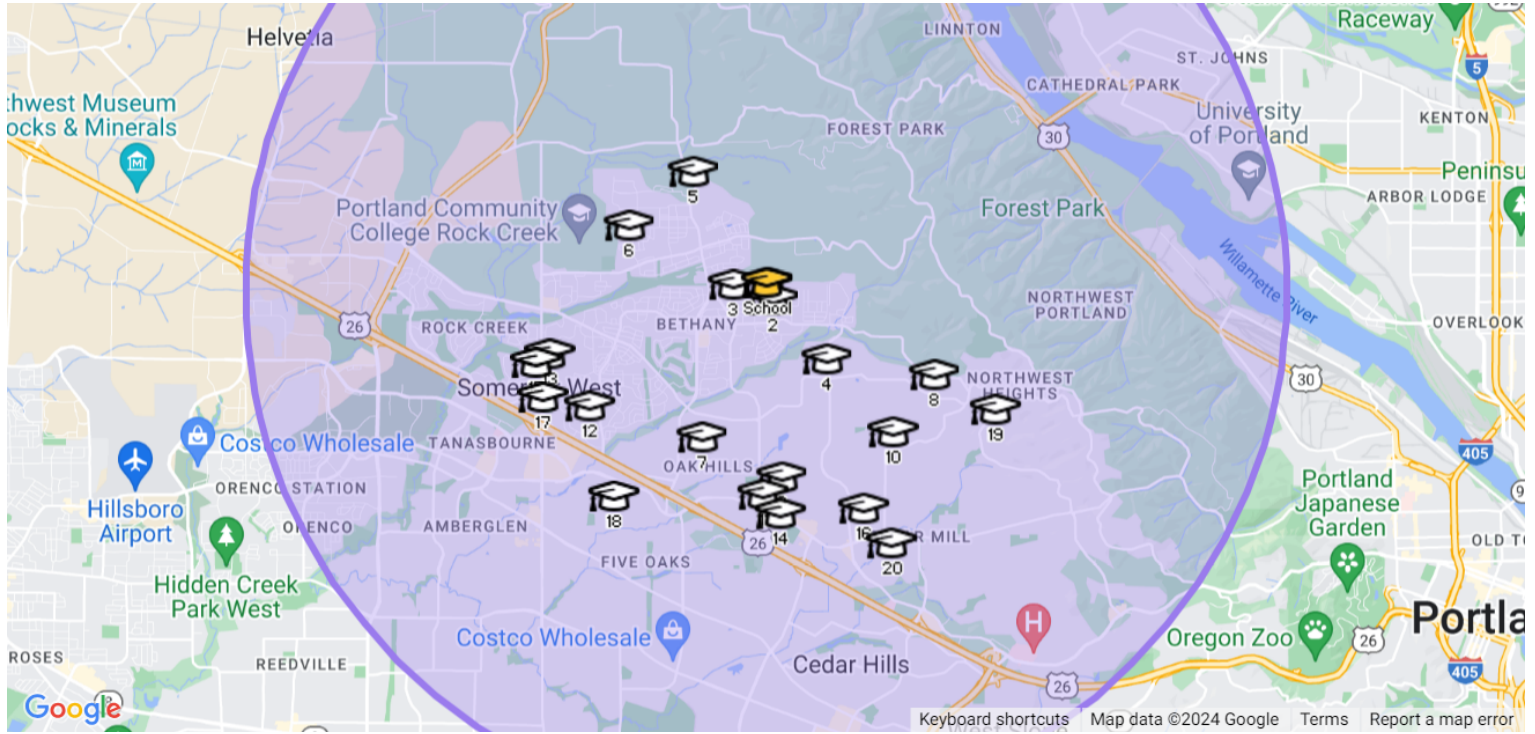 Helvetia
LINNTON
Raceway
5
ST. JOHNS
thwest Museum
ocks & Minerals
CATHEDRAL PARK
University
of Portland
KENTON
FOREST PARK
30
Peninsu
5
ARBOR LODGE
Portland Community
College Rock Creek
Forest Park
6
Willamette River
NORTHWEST
PORTLAND
3
School
2
26
ROCK CREEK
BETHANY
OVERLOOK
4
8
NORTHWEST
HEIGHTS
30
17
12
19
Costco Wholesale
TANASBOURNE
10
7
OAK HILLS
405
ORENCO STATION
Portland
Japanese
Garden
Hillsboro
Airport
ORENCO
AMBERGLEN
18
14
16
26
20
FIVE OAKS
Hidden Creek
Park West
Costco Wholesale
H
Oregon Zoo
26
Portla
ROSES
REEDVILLE
Cedar Hills
26
405
Google
Keyboard shortcuts
Map data ©2024 Google
Terms
Report a map error